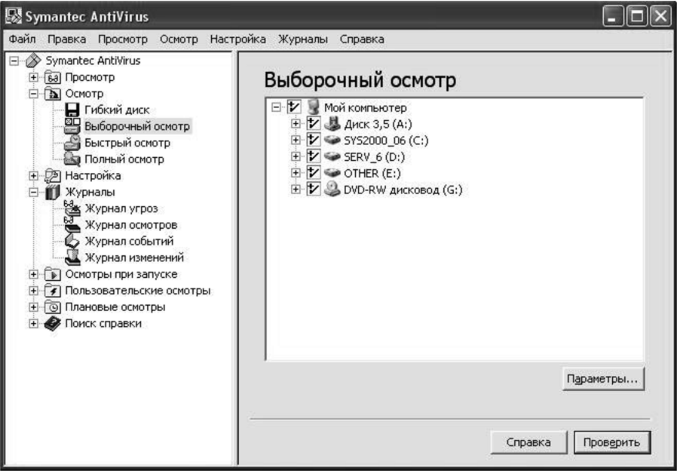 Symantec AntiVirus
Файл Правка Просмотр Осмотр Настройка Журналы Справка
Symantec AntiVirus
Просмотр
Осмотр
Гибкий диск
Выборочный осмотр
Быстрый осмотр
Полный осмотр
Настройка
Журналы
Журнал угроз
Журнал осмотров
Журнал событий
Журнал изменений
Осмотры при запуске
Пользовательские осмотры
Плановые осмотры
Поиск справки
Выборочный осмотр
Мой компьютер
Диск 3,5 (A:)
SYS2000_06 (C:)
SERV_6 (D:)
OTHER (E:)
DVD-RW дисковод (G:)
Параметры...
Справка
Проверить